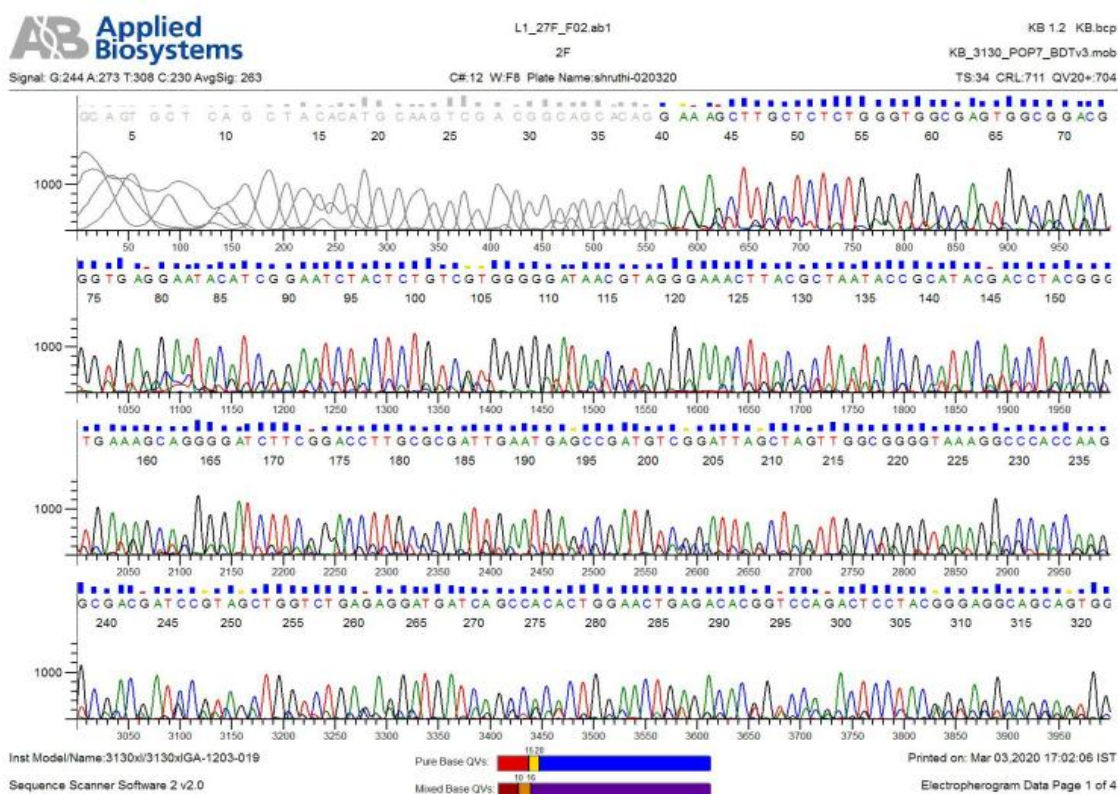 AB Applied Biosystems
L1_27F_F02.ab1
KB 1.2 KB.bcp
2F
KB_3130_POP7_BDTv3.mob
Signal: G:244 A:273 T:308 C:230 AvgSig: 263
C#:12 W:F8 Plate Name:shruthi-020320
TS:34 CRL:711 QV20+:704
GCAGT GCT CAG CTACACATGCAAGTCGA CGGCAGCACAG G AAAGCTTGCTCTCTGGGTGGCGAGTGGCGGACG
5 10 15 20 25 30 35 40 45 50 55 60 65 70
1000
50 100 150 200 250 300 350 400 450 500 550 600 650 700 750 800 850 900 950
GGTGAGGAATACATCGGAATCTACTCTGTCGTGGGGGATAACGTAGGGAAACTTACGCTAATACCGCATACGACCTACGGG
75 80 85 90 95 100 105 110 115 120 125 130 135 140 145 150
1000
1050 1100 1150 1200 1250 1300 1350 1400 1450 1500 1550 1600 1650 1700 1750 1800 1850 1900 1950
TGAAAGCAGGGGATCTTCGGACCTTGCGCGATTGAATGAGCCGATGTCGGATTAGCTAGTTGGCGGGGTAAAGGCCCACCAAG
160 165 170 175 180 185 190 195 200 205 210 215 220 225 230 235
1000
2050 2100 2150 2200 2250 2300 2350 2400 2450 2500 2550 2600 2650 2700 2750 2800 2850 2900 2950
GCGACGATCCGTAGCTGGTCTGAGAGGATGATCAGCCACACTGGAACTGAGACACGGTCCAGACTCCTACGGGAGGCAGCAGTGG
240 245 250 255 260 265 270 275 280 285 290 295 300 305 310 315 320
1000
3050 3100 3150 3200 3250 3300 3350 3400 3450 3500 3550 3600 3650 3700 3750 3800 3850 3900 3950
Inst Model/Name:3130xl/3130xlGA-1203-019
Pure Base QVs:
15 20
Printed on: Mar 03,2020 17:02:06 IST
Sequence Scanner Software 2 v2.0
Mixed Base QVs:
10 16
Electropherogram Data Page 1 of 4